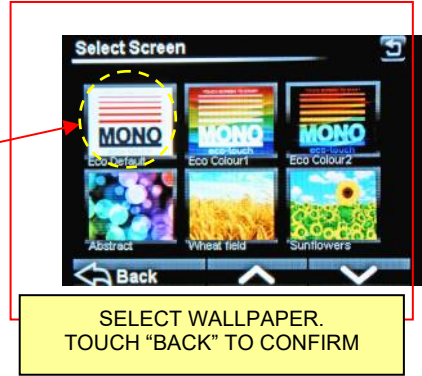 Select Screen
MONO
MONO
eco-touch
MONO
eco-touch
Eco Default
Eco Colour1
Eco Colour2
Abstract
Wheat field
Sunflowers
Back
SELECT WALLPAPER.
TOUCH “BACK” TO CONFIRM